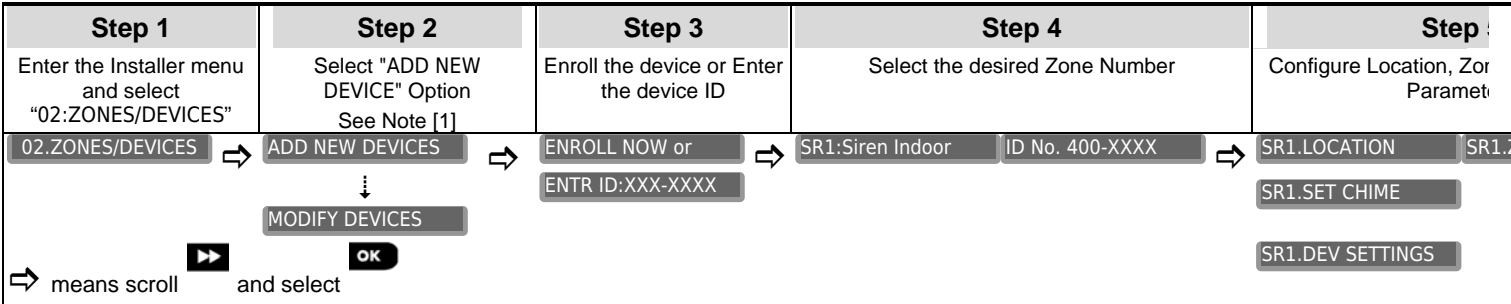 Step 1
Step 2
Step 3
Step 4
Step
Enter the Installer menu
and select
“02:ZONES/DEVICES”
Select "ADD NEW
DEVICE" Option
See Note [1]
Enroll the device or Enter
the device ID
Select the desired Zone Number
Configure Location,
02.ZONES/DEVICES
ADD NEW DEVICES
MODIFY DEVICES
ENROLL NOW or
ENTR ID:XXX-XXXX
SR1:Siren Indoor
ID No. 400-XXXX
SR1.LOCATION
SR1.SET CHIME
SR1.DEV SETTINGS
OK
means scroll and select